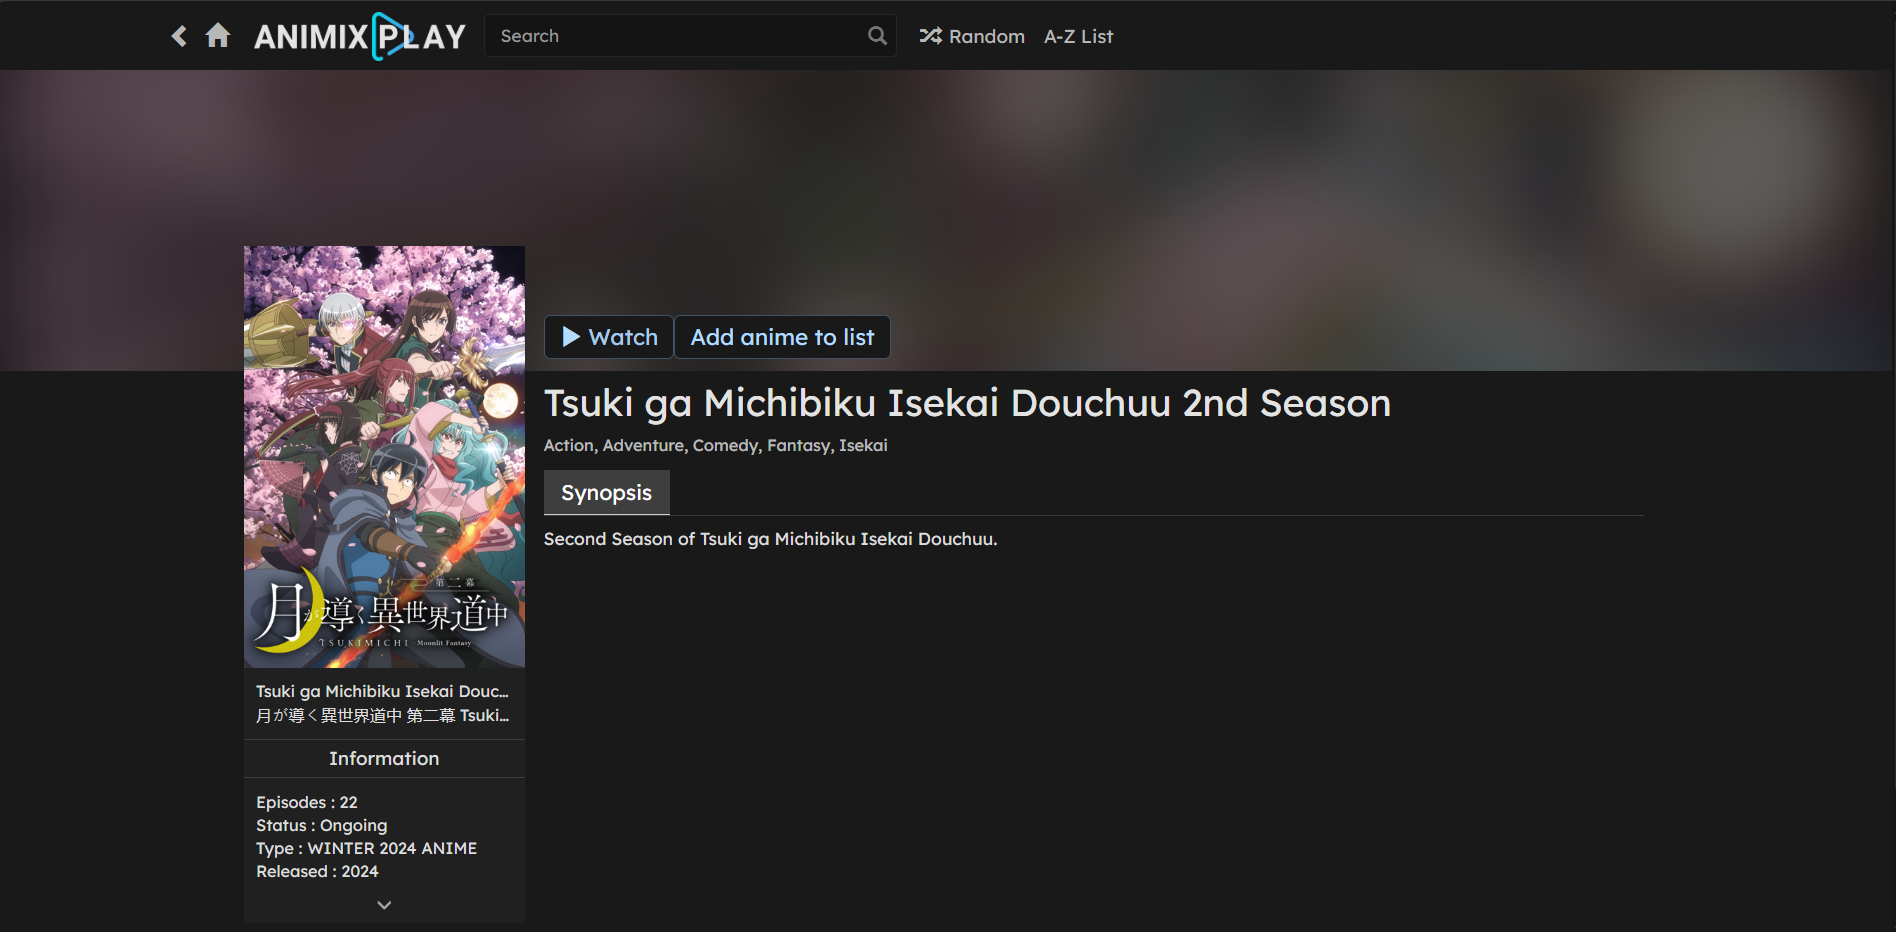 ANIMIXPLAY
Search
Random
A-Z List
Watch
Add anime to list
Tsuki ga Michibiku Isekai Douchuu 2nd Season
Action, Adventure, Comedy, Fantasy, Isekai
Synopsis
Second Season of Tsuki ga Michibiku Isekai Douchuu.
第二幕
月が導く異世界道中
TSUKIMICHI Moonlit Fantasy
Tsuki ga Michibiku Isekai Douc...
月が導く異世界道中 第二幕 Tsuki...
Information
Episodes : 22
Status : Ongoing
Type : WINTER 2024 ANIME
Released : 2024